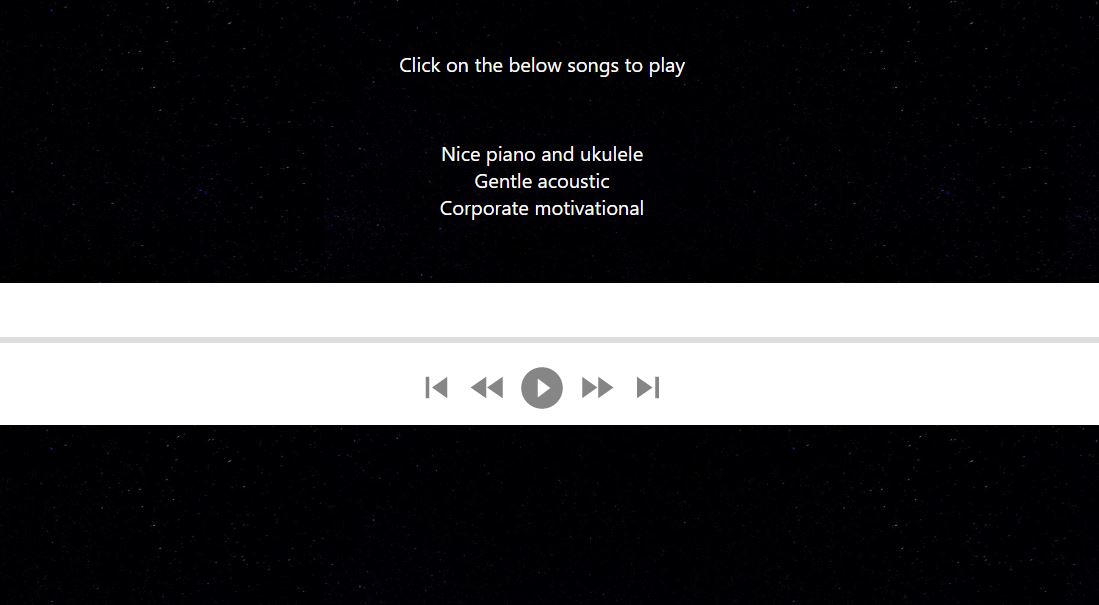 Click on the below songs to play
Nice piano and ukulele
Gentle acoustic
Corporate motivational